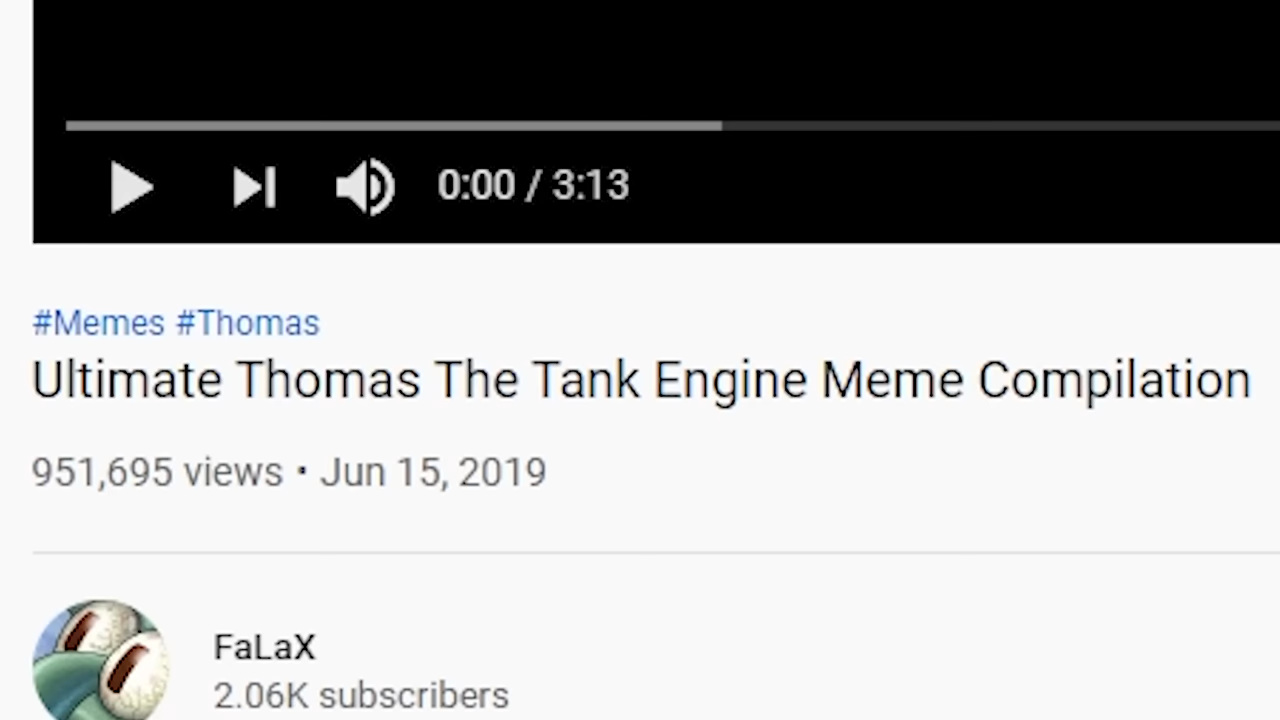 0:00 / 3:13
#Memes #Thomas
Ultimate Thomas The Tank Engine Meme Compilation
951,695 views • Jun 15, 2019
FaLaX
2.06K subscribers